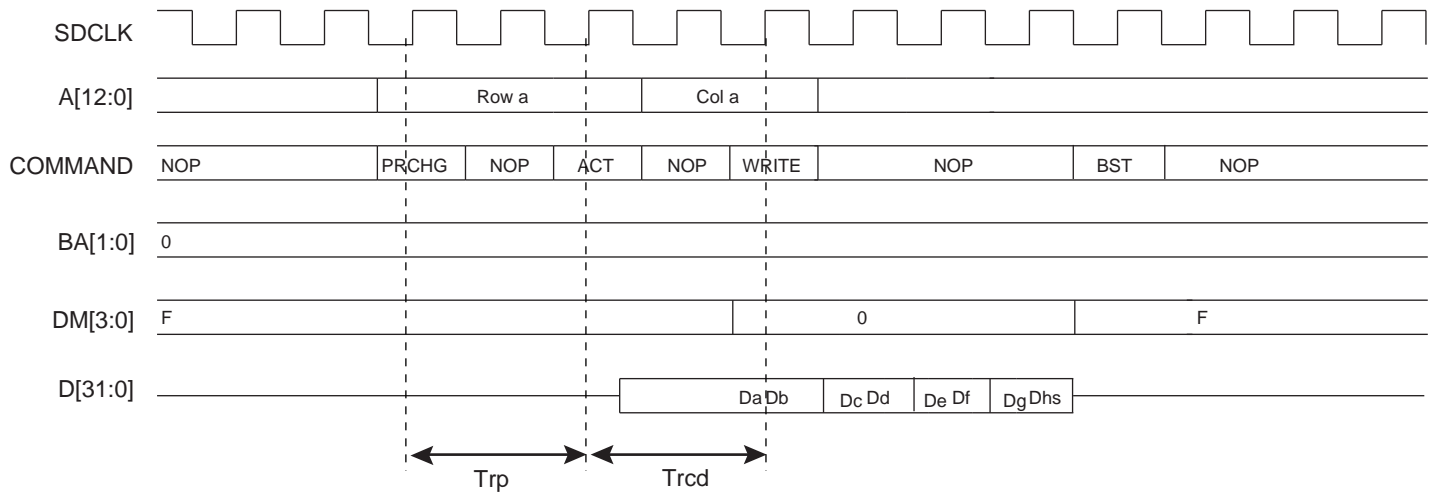 SDCLK
A[12:0] Row a Col a
COMMAND NOP PRCHG NOP ACT NOP WRITE NOP BST NOP
BA[1:0] 0
DM[3:0] F 0 F
D[31:0] Da Db Dc Dd De Df Dg Dhs
Trp Trcd